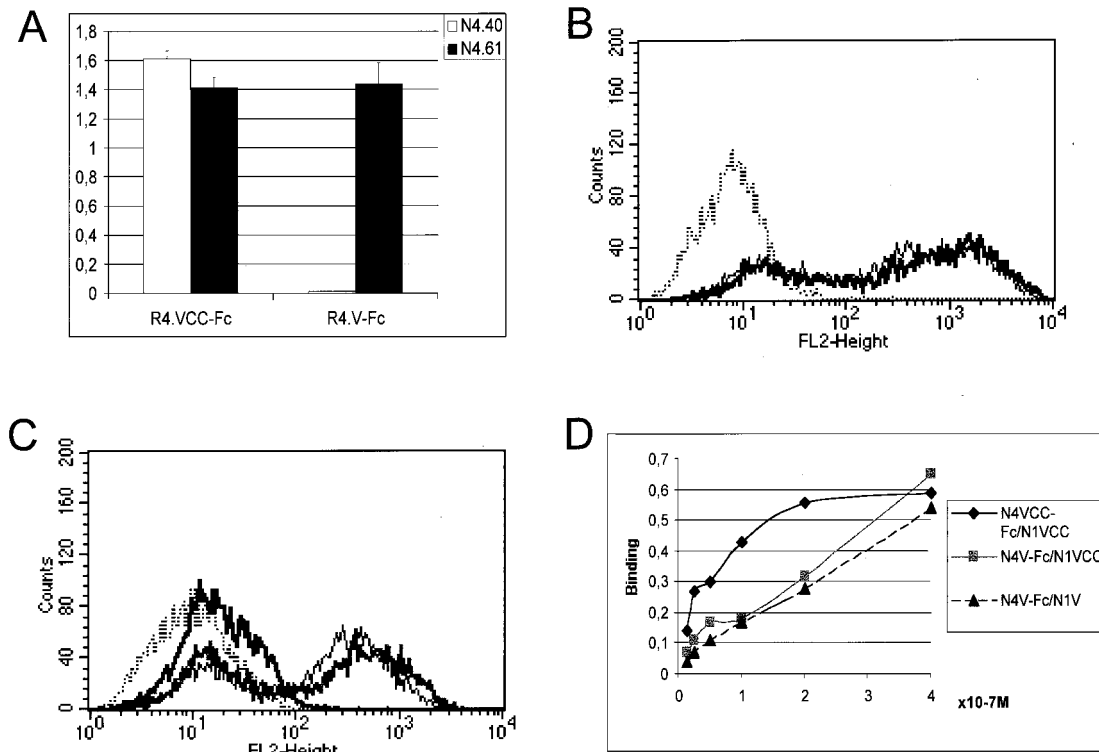 A
N4.40
N4.61
1,8
1,6
1,4
1,2
1
0,8
0,6
0,4
0,2
0
R4.VCC-Fc
R4.V-Fc
B
Counts
200
160
120
80
40
0
10^0
10^1
10^2
10^3
10^4
FL2-Height
C
Counts
200
160
120
80
40
0
10^0
10^1
10^2
10^3
10^4
FL2-Height
D
Binding
0,7
0,6
0,5
0,4
0,3
0,2
0,1
0
0
1
2
3
4
x10-7M
N4VCC-
Fc/N1VCC
N4V-Fc/N1VCC
N4V-Fc/N1V